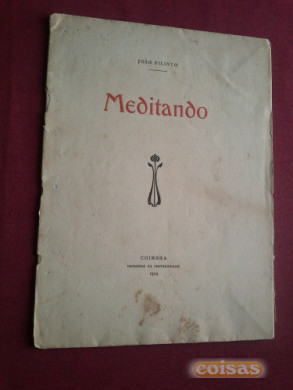 JOÃO FILINTO
Meditando
COIMBRA
IMPRENSA DA UNIVERSIDADE
coisas